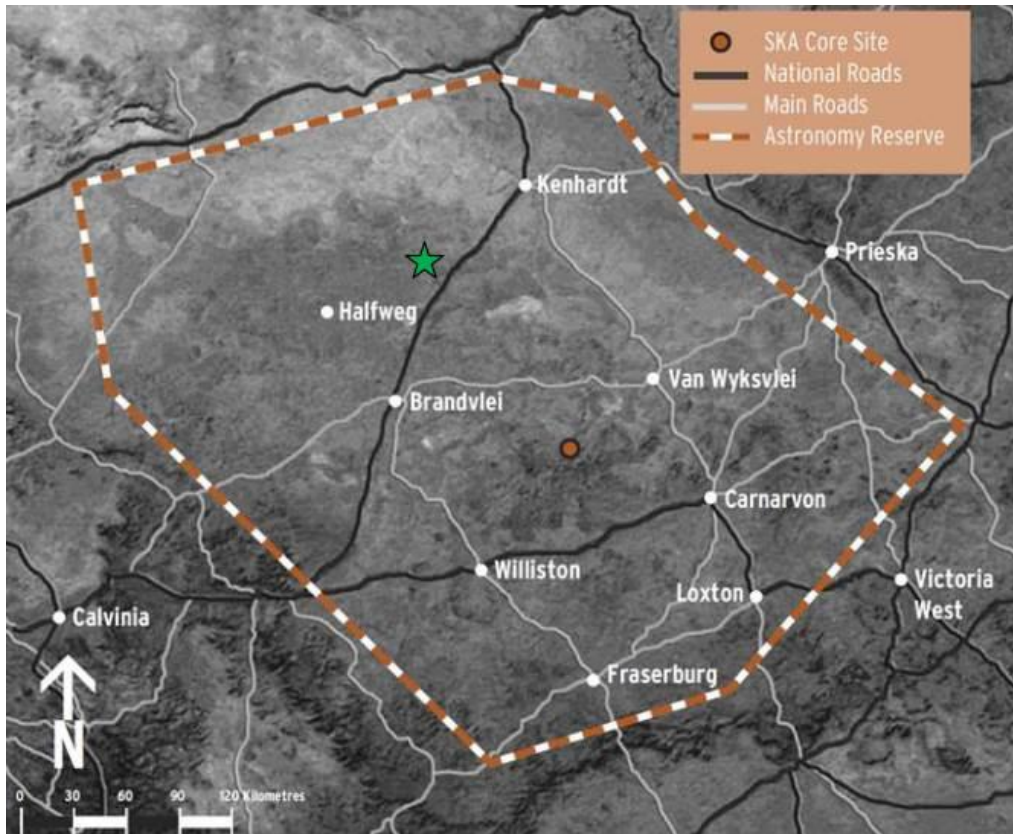 SKA Core Site
National Roads
Main Roads
Astronomy Reserve
Kenhardt
Prieska
Halfweg
Van Wyksvlei
Brandvlei
Carnarvon
Williston
Loxton
Victoria
West
Calvinia
Fraserburg
N
0 30 60 90 120 Kilometres